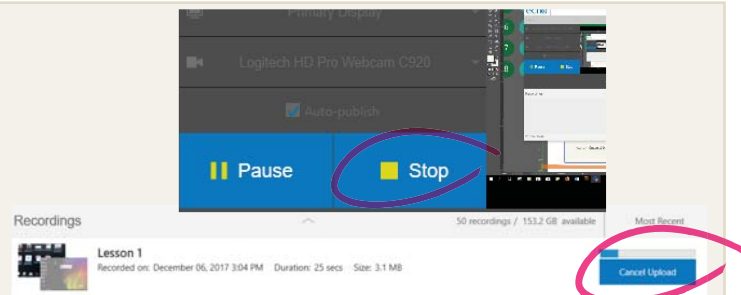 Primary Display
Logitech HD Pro Webcam C920
Auto-publish
Pause
Stop
Recordings
50 recordings / 153.2 GB available
Most Recent
Lesson 1
Recorded on: December 06, 2017 3:04 PM Duration: 25 secs Size: 3.1 MB
Cancel Upload